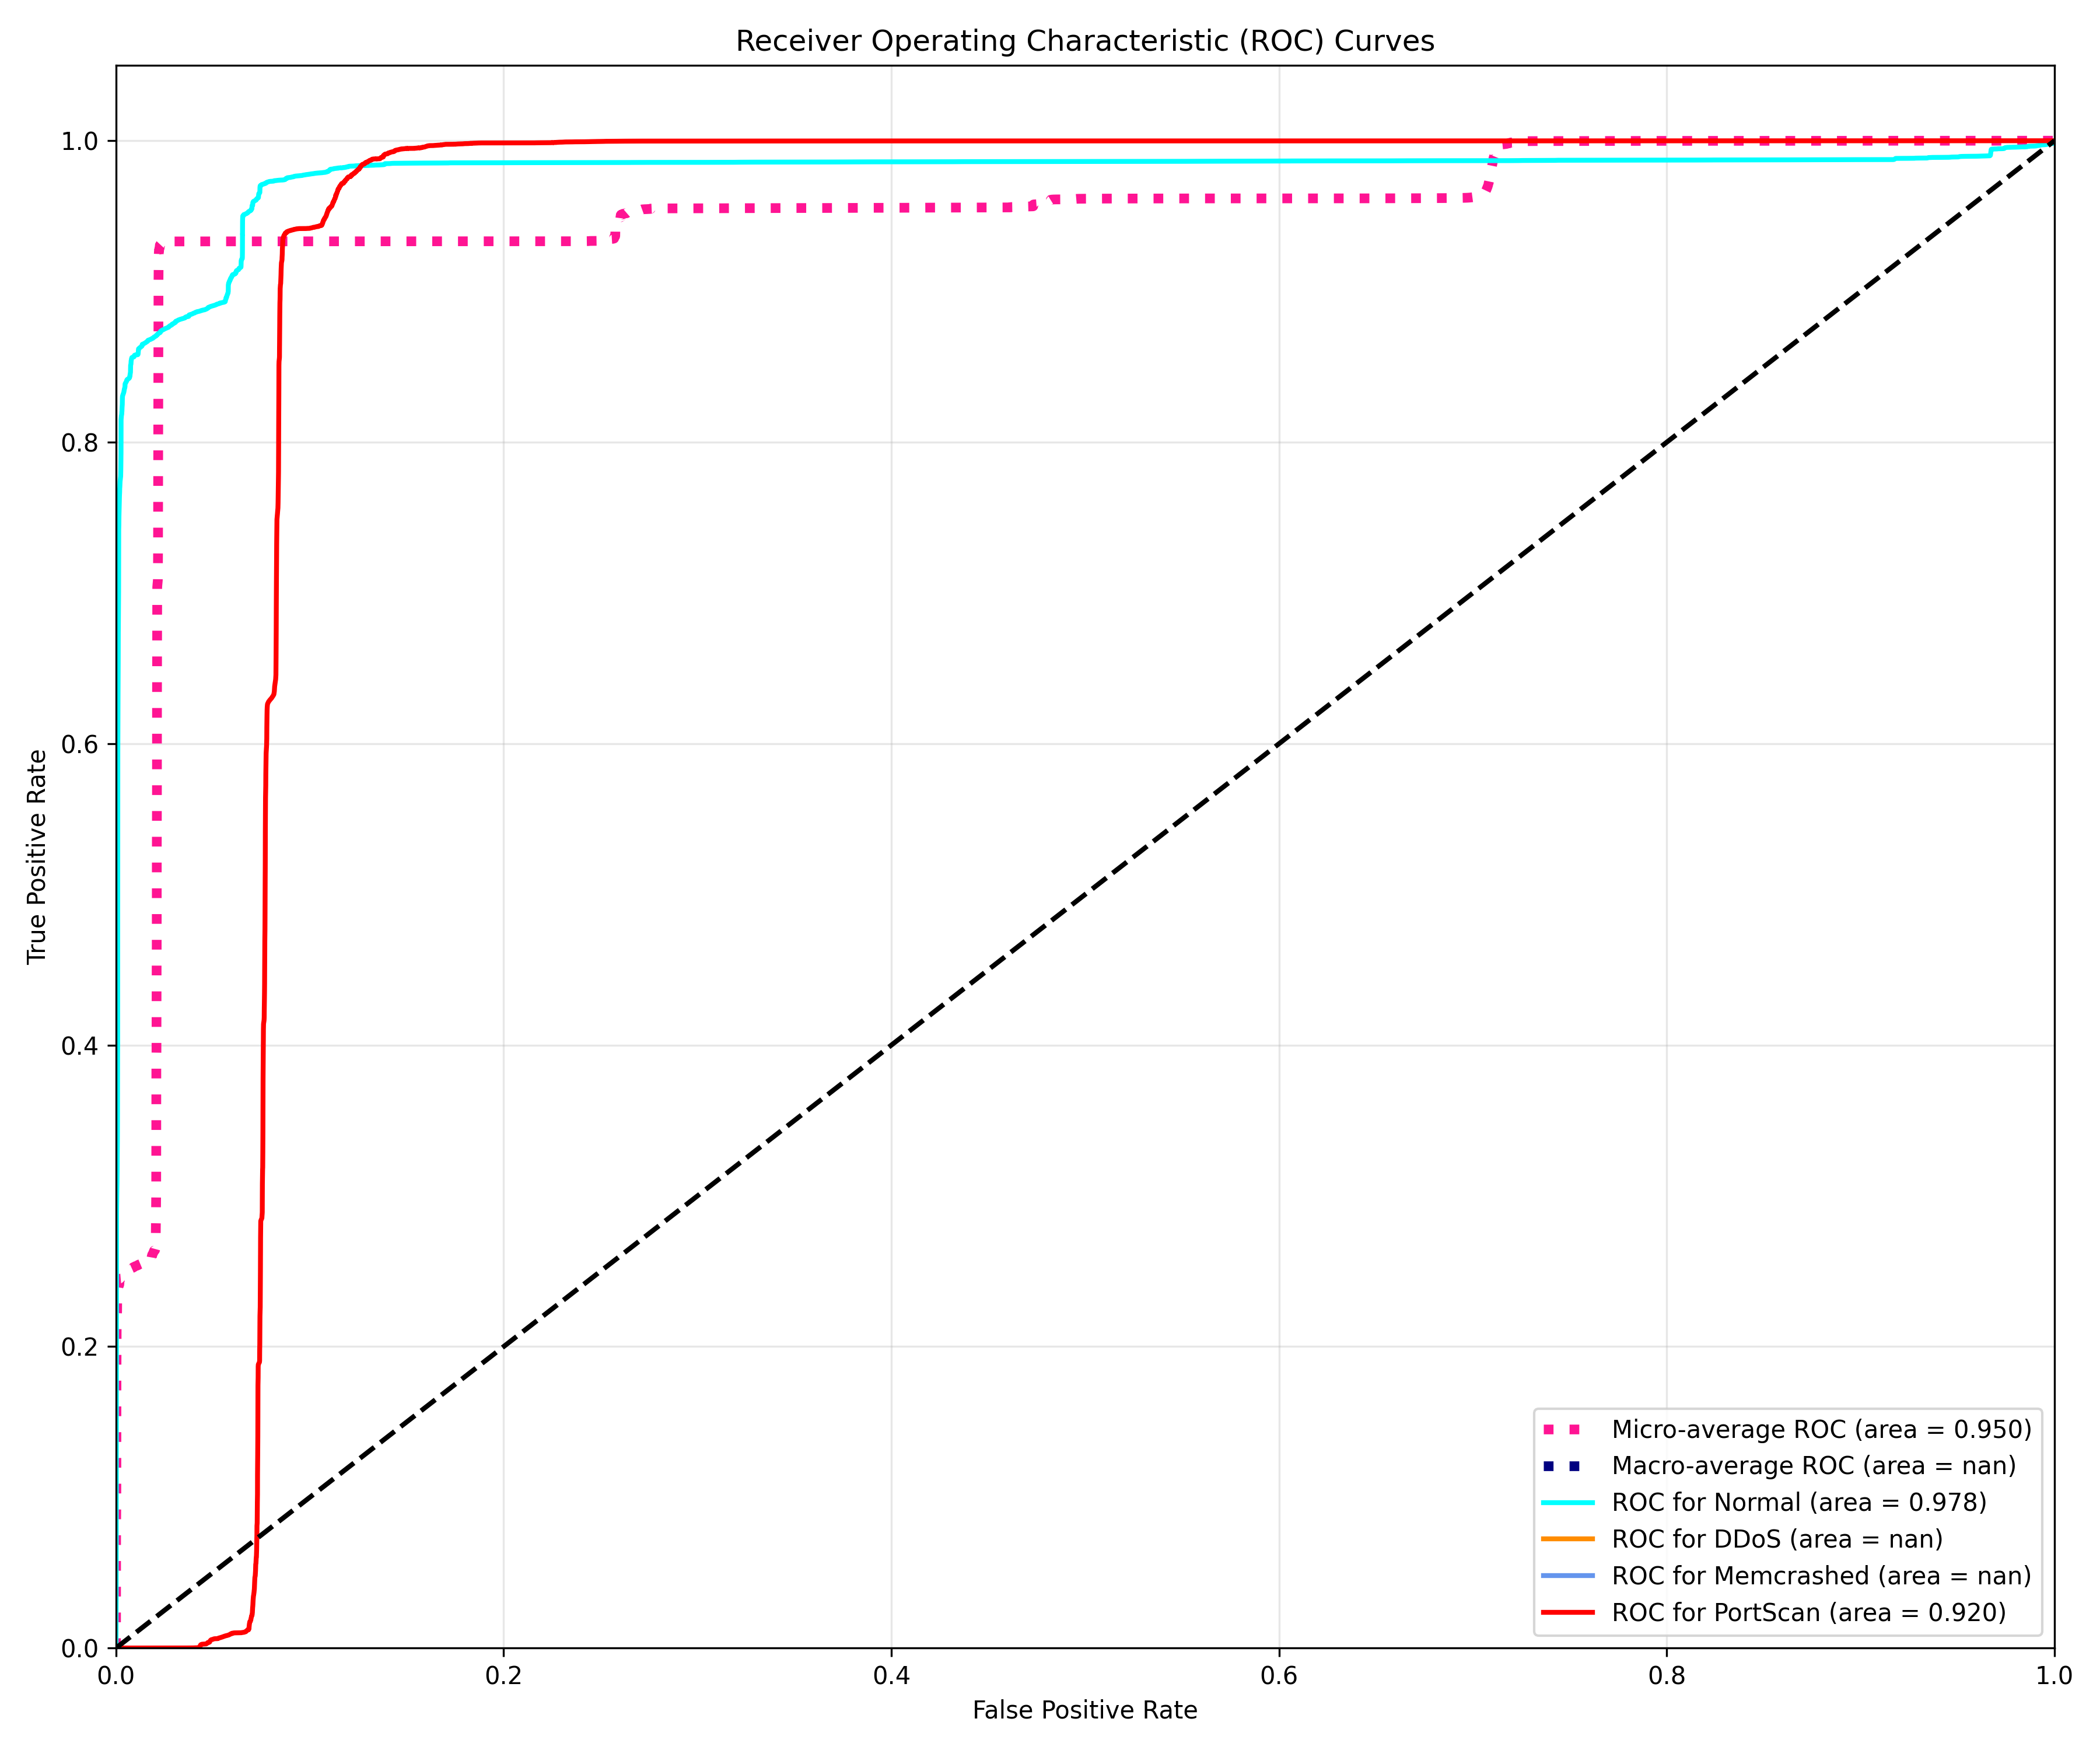 Receiver Operating Characteristic (ROC) Curves
True Positive Rate
1.0
0.8
0.6
0.4
0.2
0.0
0.0 0.2 0.4 0.6 0.8 1.0
False Positive Rate
Micro-average ROC (area = 0.950)
Macro-average ROC (area = nan)
ROC for Normal (area = 0.978)
ROC for DDoS (area = nan)
ROC for Memcrashed (area = nan)
ROC for PortScan (area = 0.920)